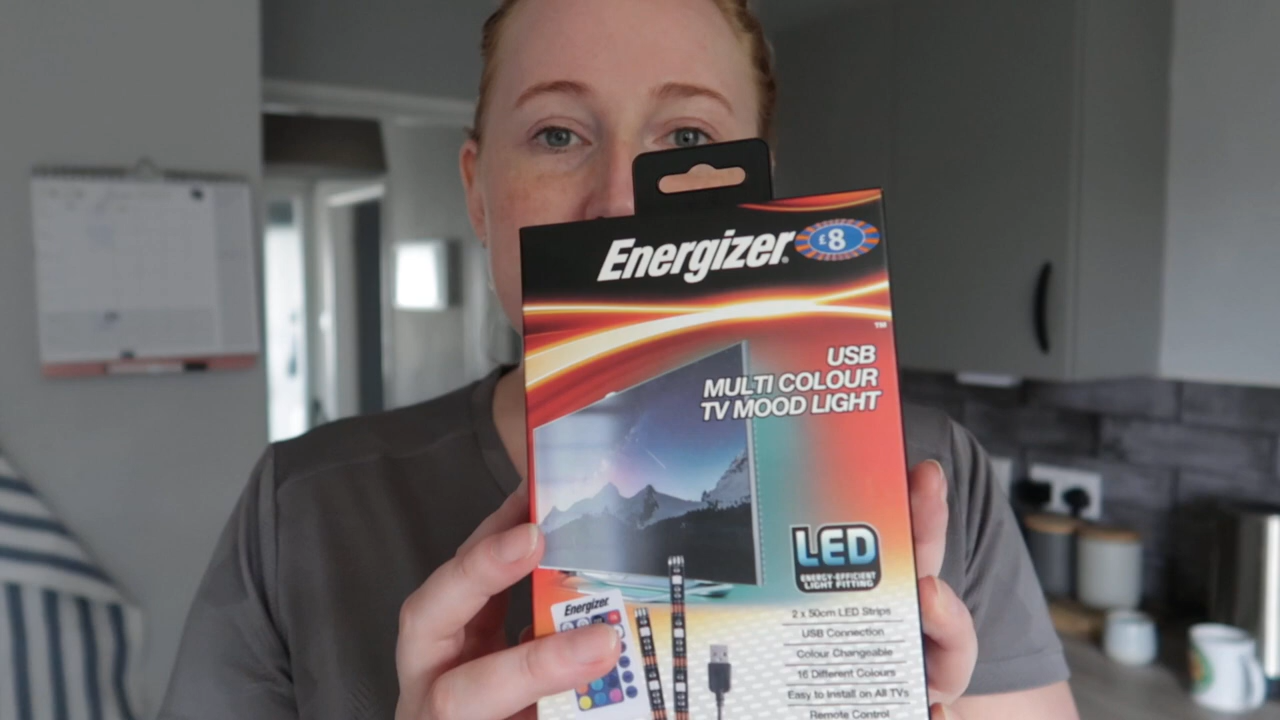 Energizer®
£8
TM
USB
MULTI COLOUR
TV MOOD LIGHT
LED
ENERGY-EFFICIENT
LIGHT FITTING
Energizer
2 x 50cm LED Strips
USB Connection
Colour Changeable
16 Different Colours
Easy to Install on All TVs
Remote Control